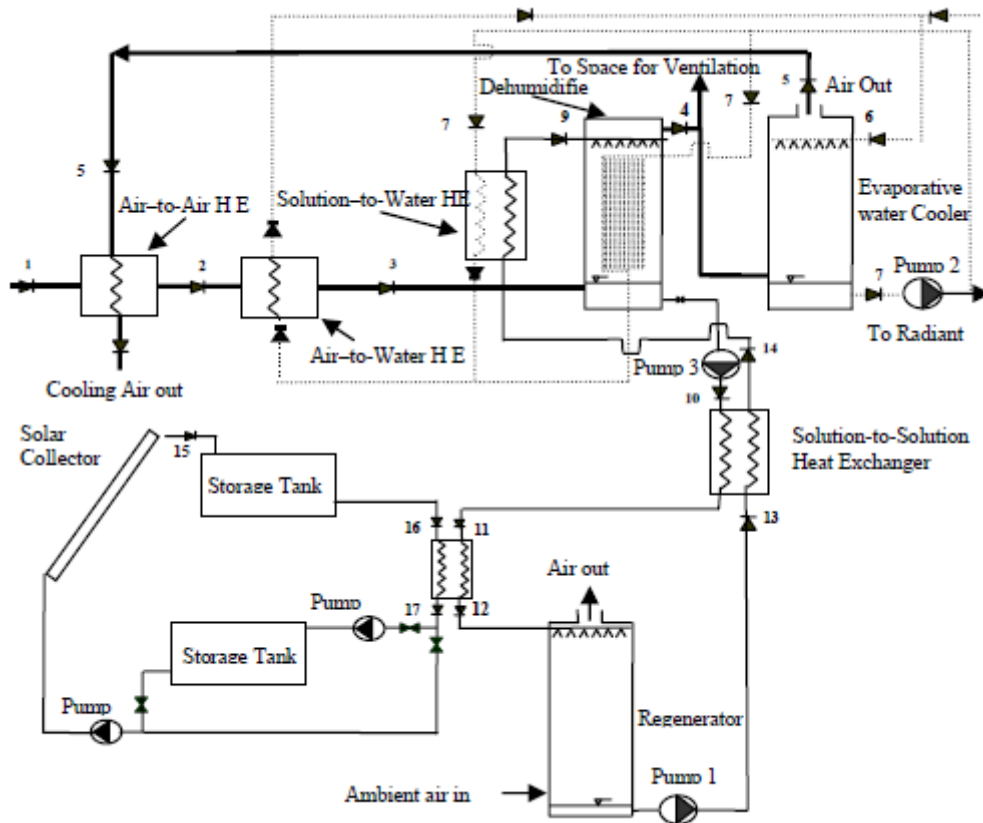 To Space for Ventilation
5
Air Out
Dehumidifie
4
7
7
9
6
5
Air–to-Air H E
Solution–to-Water HE
Evaporative
water Cooler
1
2
3
7
Pump 2
Air–to-Water H E
To Radiant
Cooling Air out
Pump 3
14
10
Solar
Collector
15
Solution-to-Solution
Heat Exchanger
Storage Tank
16
11
13
Air out
Pump
17
12
Storage Tank
Pump
Regenerator
Ambient air in
Pump 1